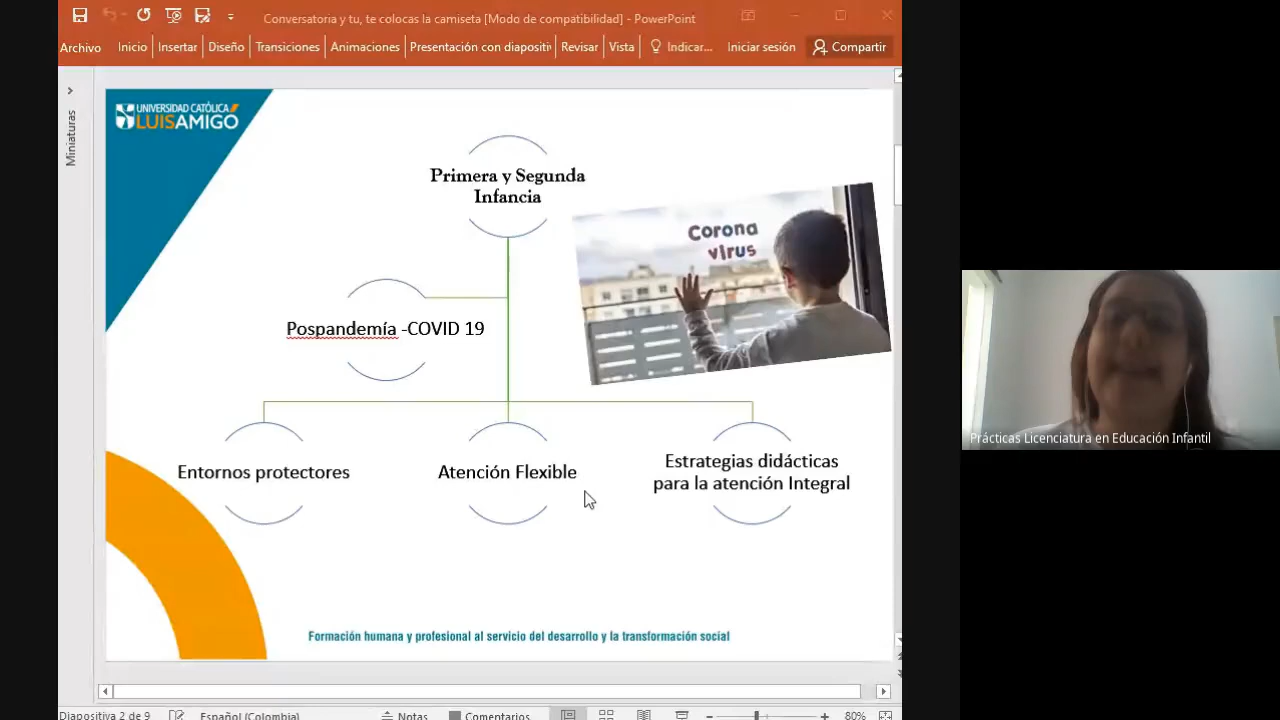 Conversatoria y tu, te colocas la camiseta [Modo de compatibilidad] - PowerPoint
Archivo Inicio Insertar Diseño Transiciones Animaciones Presentación con diapositi Revisar Vista Indicar... Iniciar sesión Compartir
Miniaturas
UNIVERSIDAD CATÓLICA
LUISAMIGÓ
Primera y Segunda
Infancia
Corona
virus
Pospandemía -COVID 19
Entornos protectores
Atención Flexible
Estrategias didácticas
para la atención Integral
Prácticas Licenciatura en Educación Infantil
Formación humana y profesional al servicio del desarrollo y la transformación social
Diapositiva 2 de 9 Español (Colombia) Notas Comentarios 80%